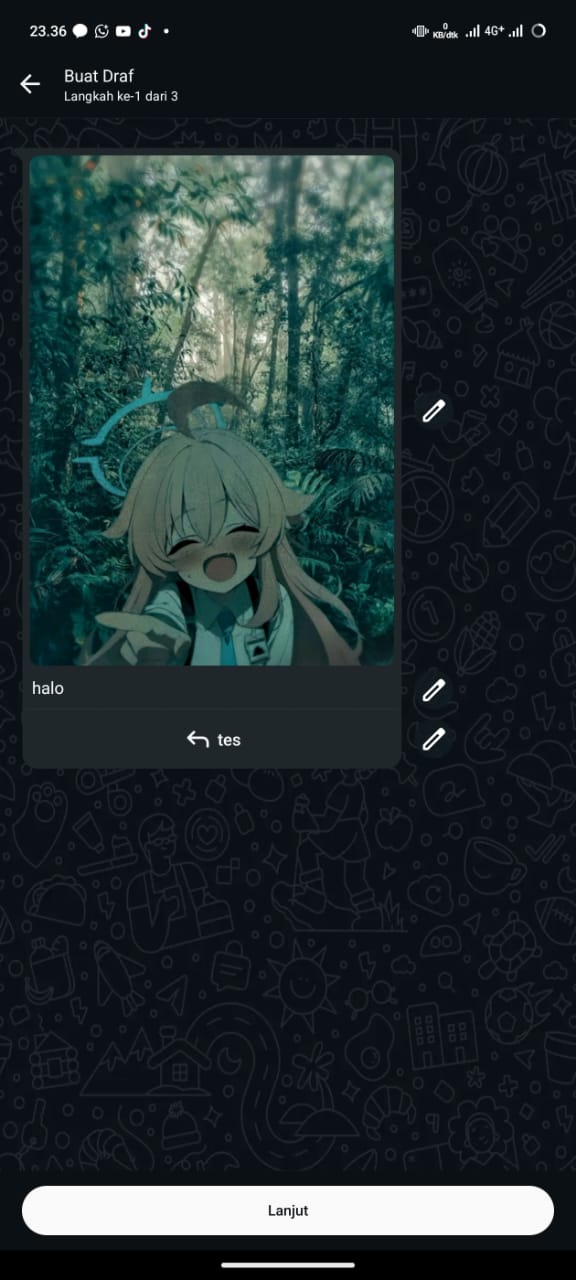 23.36
0
KB/dtk
4G+
Buat Draf
Langkah ke-1 dari 3
halo
tes
Lanjut